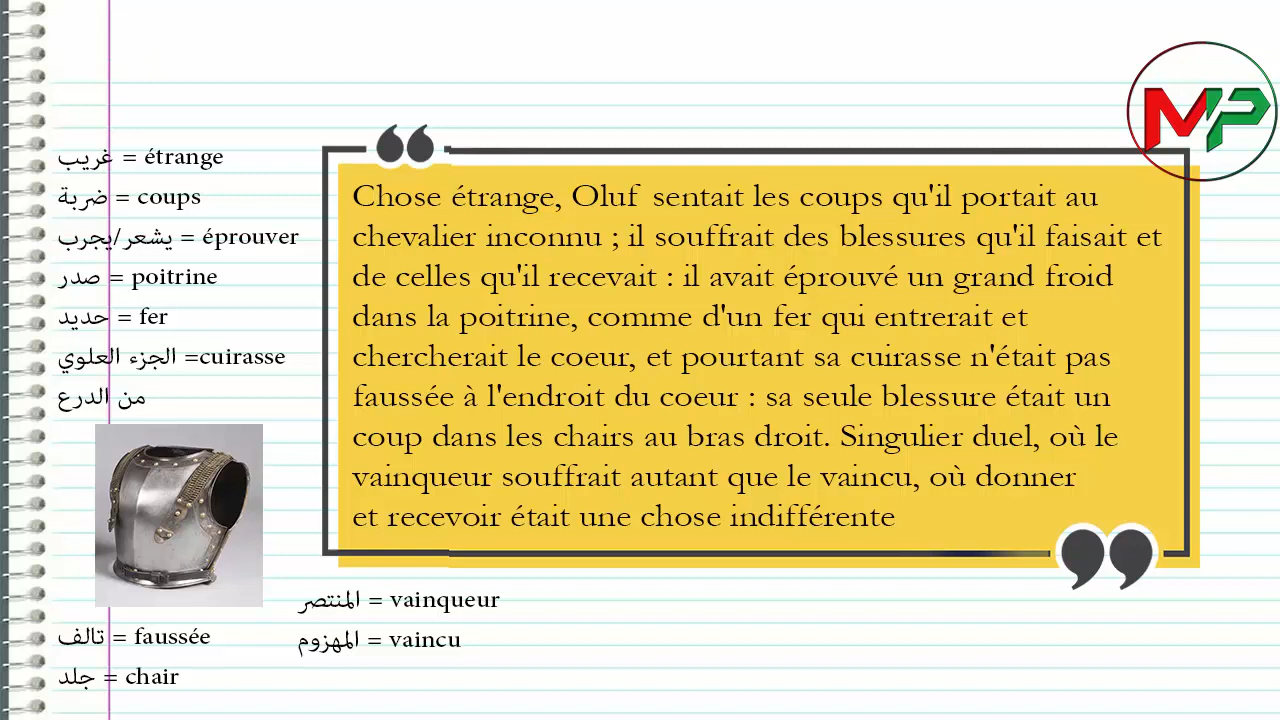 غريب = étrange
ضربة = coups
يشعر/يجرب = éprouver
صدر = poitrine
حديد = fer
الجزء العلوي =cuirasse
من الدرع
MP
“
Chose étrange, Oluf sentait les coups qu'il portait au
chevalier inconnu ; il souffrait des blessures qu'il faisait et
de celles qu'il recevait : il avait éprouvé un grand froid
dans la poitrine, comme d'un fer qui entrerait et
chercherait le coeur, et pourtant sa cuirasse n'était pas
faussée à l'endroit du coeur : sa seule blessure était un
coup dans les chairs au bras droit. Singulier duel, où le
vainqueur souffrait autant que le vaincu, où donner
et recevoir était une chose indifférente
”
المنتصر = vainqueur
المهزوم = vaincu
تالف = faussée
جلد = chair